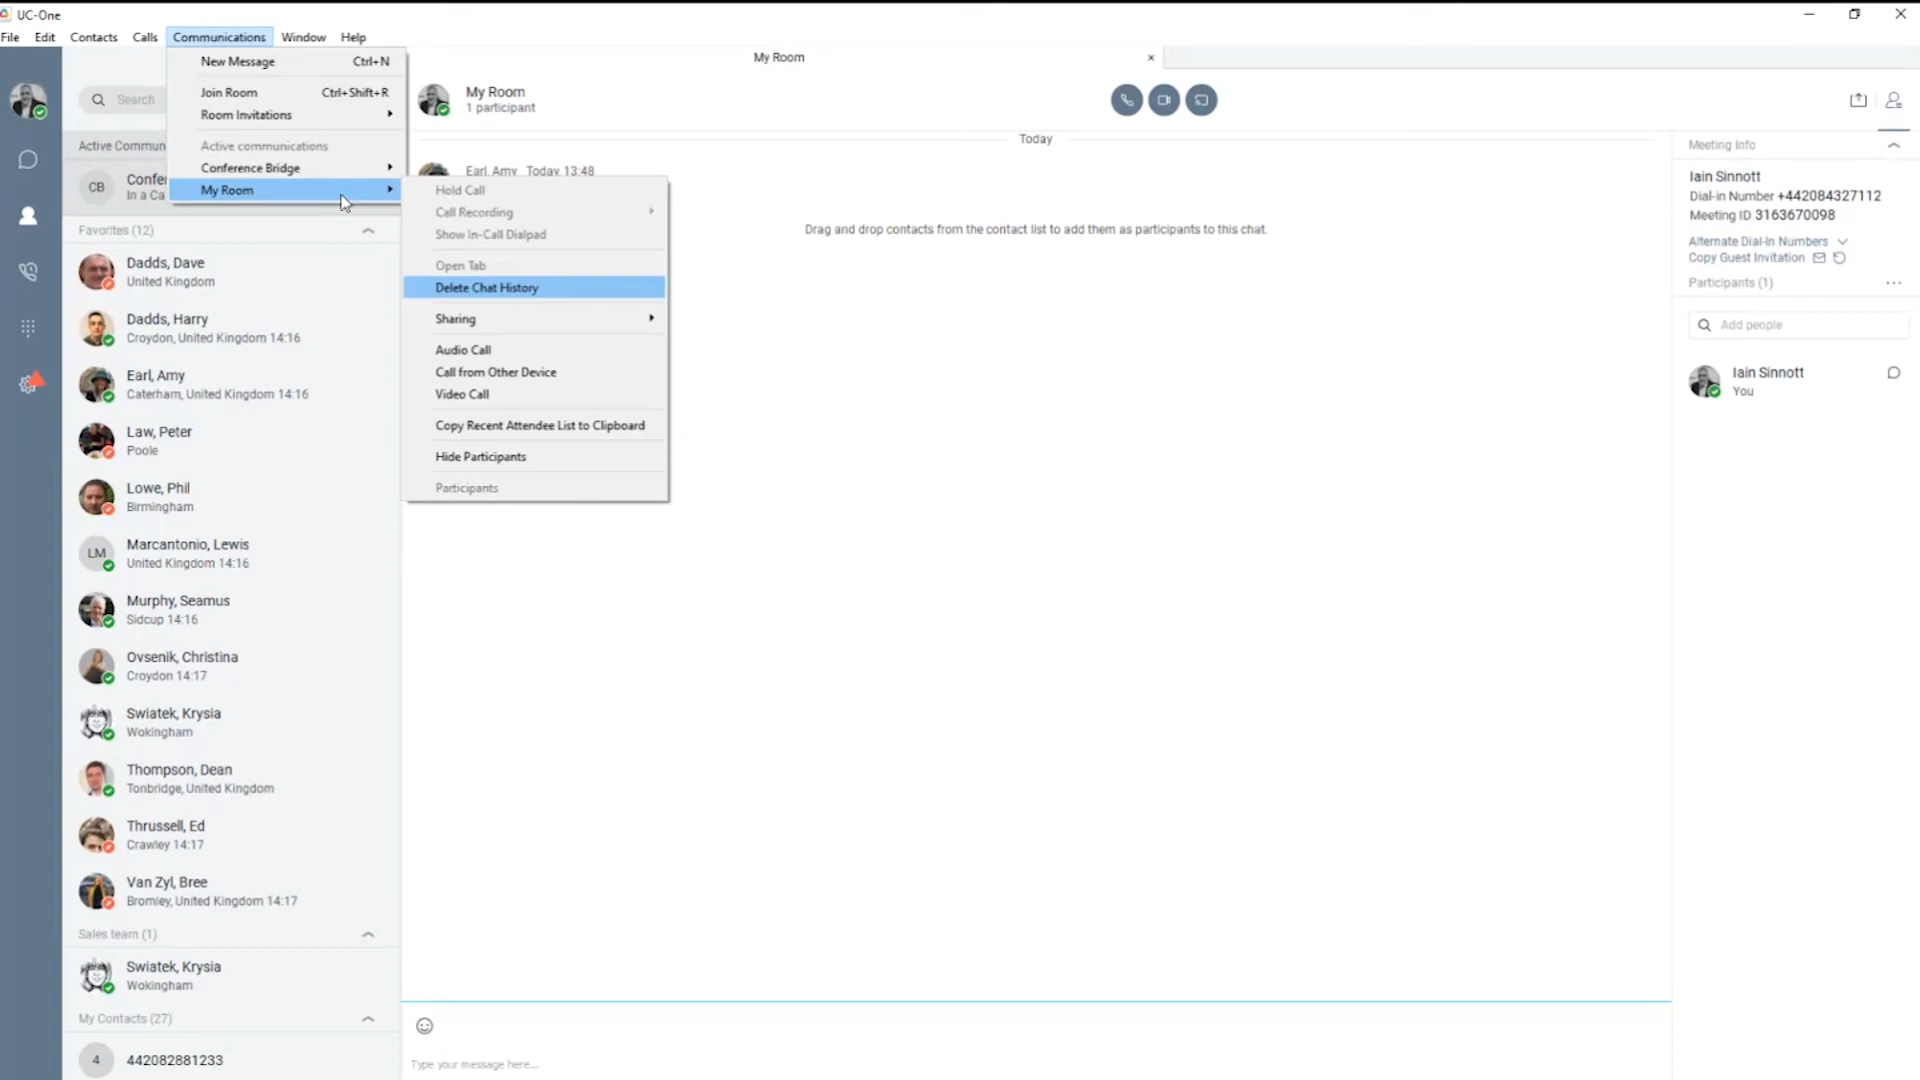 UC-One
File Edit Contacts Calls Communications Window Help
New Message Ctrl+N
Join Room Ctrl+Shift+R
Room Invitations
Active communications
Conference Bridge
My Room
Hold Call
Call Recording
Show In-Call Dialpad
Open Tab
Delete Chat History
Sharing
Audio Call
Call from Other Device
Video Call
Copy Recent Attendee List to Clipboard
Hide Participants
Participants
Search
Active Commun
CB
Confer
In a Ca
Favorites (12)
Dadds, Dave
United Kingdom
Dadds, Harry
Croydon, United Kingdom 14:16
Earl, Amy
Caterham, United Kingdom 14:16
Law, Peter
Poole
Lowe, Phil
Birmingham
LM
Marcantonio, Lewis
United Kingdom 14:16
Murphy, Seamus
Sidcup 14:16
Ovsenik, Christina
Croydon 14:17
Swiatek, Krysia
Wokingham
Thompson, Dean
Tonbridge, United Kingdom
Thrussell, Ed
Crawley 14:17
Van Zyl, Bree
Bromley, United Kingdom 14:17
Sales team (1)
Swiatek, Krysia
Wokingham
My Contacts (27)
4
442082881233
My Room
My Room
1 participant
Today
Earl, Amy Today, 13:48
Drag and drop contacts from the contact list to add them as participants to this chat.
Type your message here...
Meeting Info
Iain Sinnott
Dial-in Number +442084327112
Meeting ID 3163670098
Alternate Dial-In Numbers
Copy Guest Invitation
Participants (1)
Add people
Iain Sinnott
You